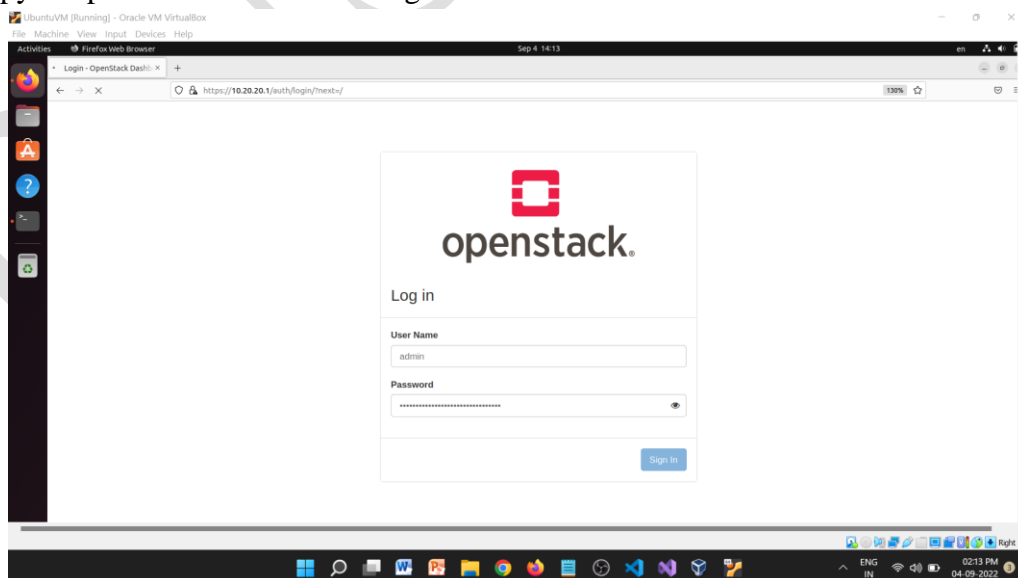 UbuntuVM [Running] - Oracle VM VirtualBox
File Machine View Input Devices Help
Activities Firefox Web Browser Sep 4 14:13 en
Login - OpenStack Dashb × +
https://10.20.20.1/auth/login/?next=/ 130%
openstack.
Log in
User Name
admin
Password
Sign In
Right
ENG IN 02:13 PM
04-09-2022